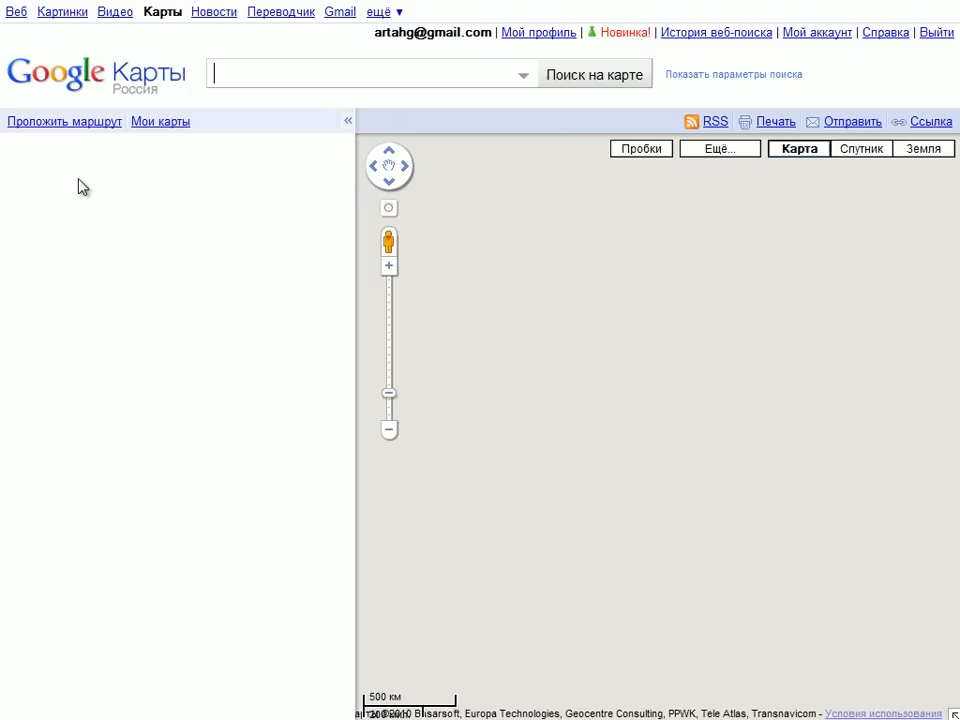 Веб Картинки Видео Карты Новости Переводчик Gmail ещё ▼
artahg@gmail.com | Мой профиль | Новинка! | История веб-поиска | Мой аккаунт | Справка | Выйти
Google Карты
Россия
Поиск на карте
Показать параметры поиска
Проложить маршрут Мои карты «
RSS Печать Отправить Ссылка
Пробки Ещё... Карта Спутник Земля
500 км
©2010 Basarsoft, Europa Technologies, Geocentre Consulting, PPWK, Tele Atlas, Transnavicom - Условия использования